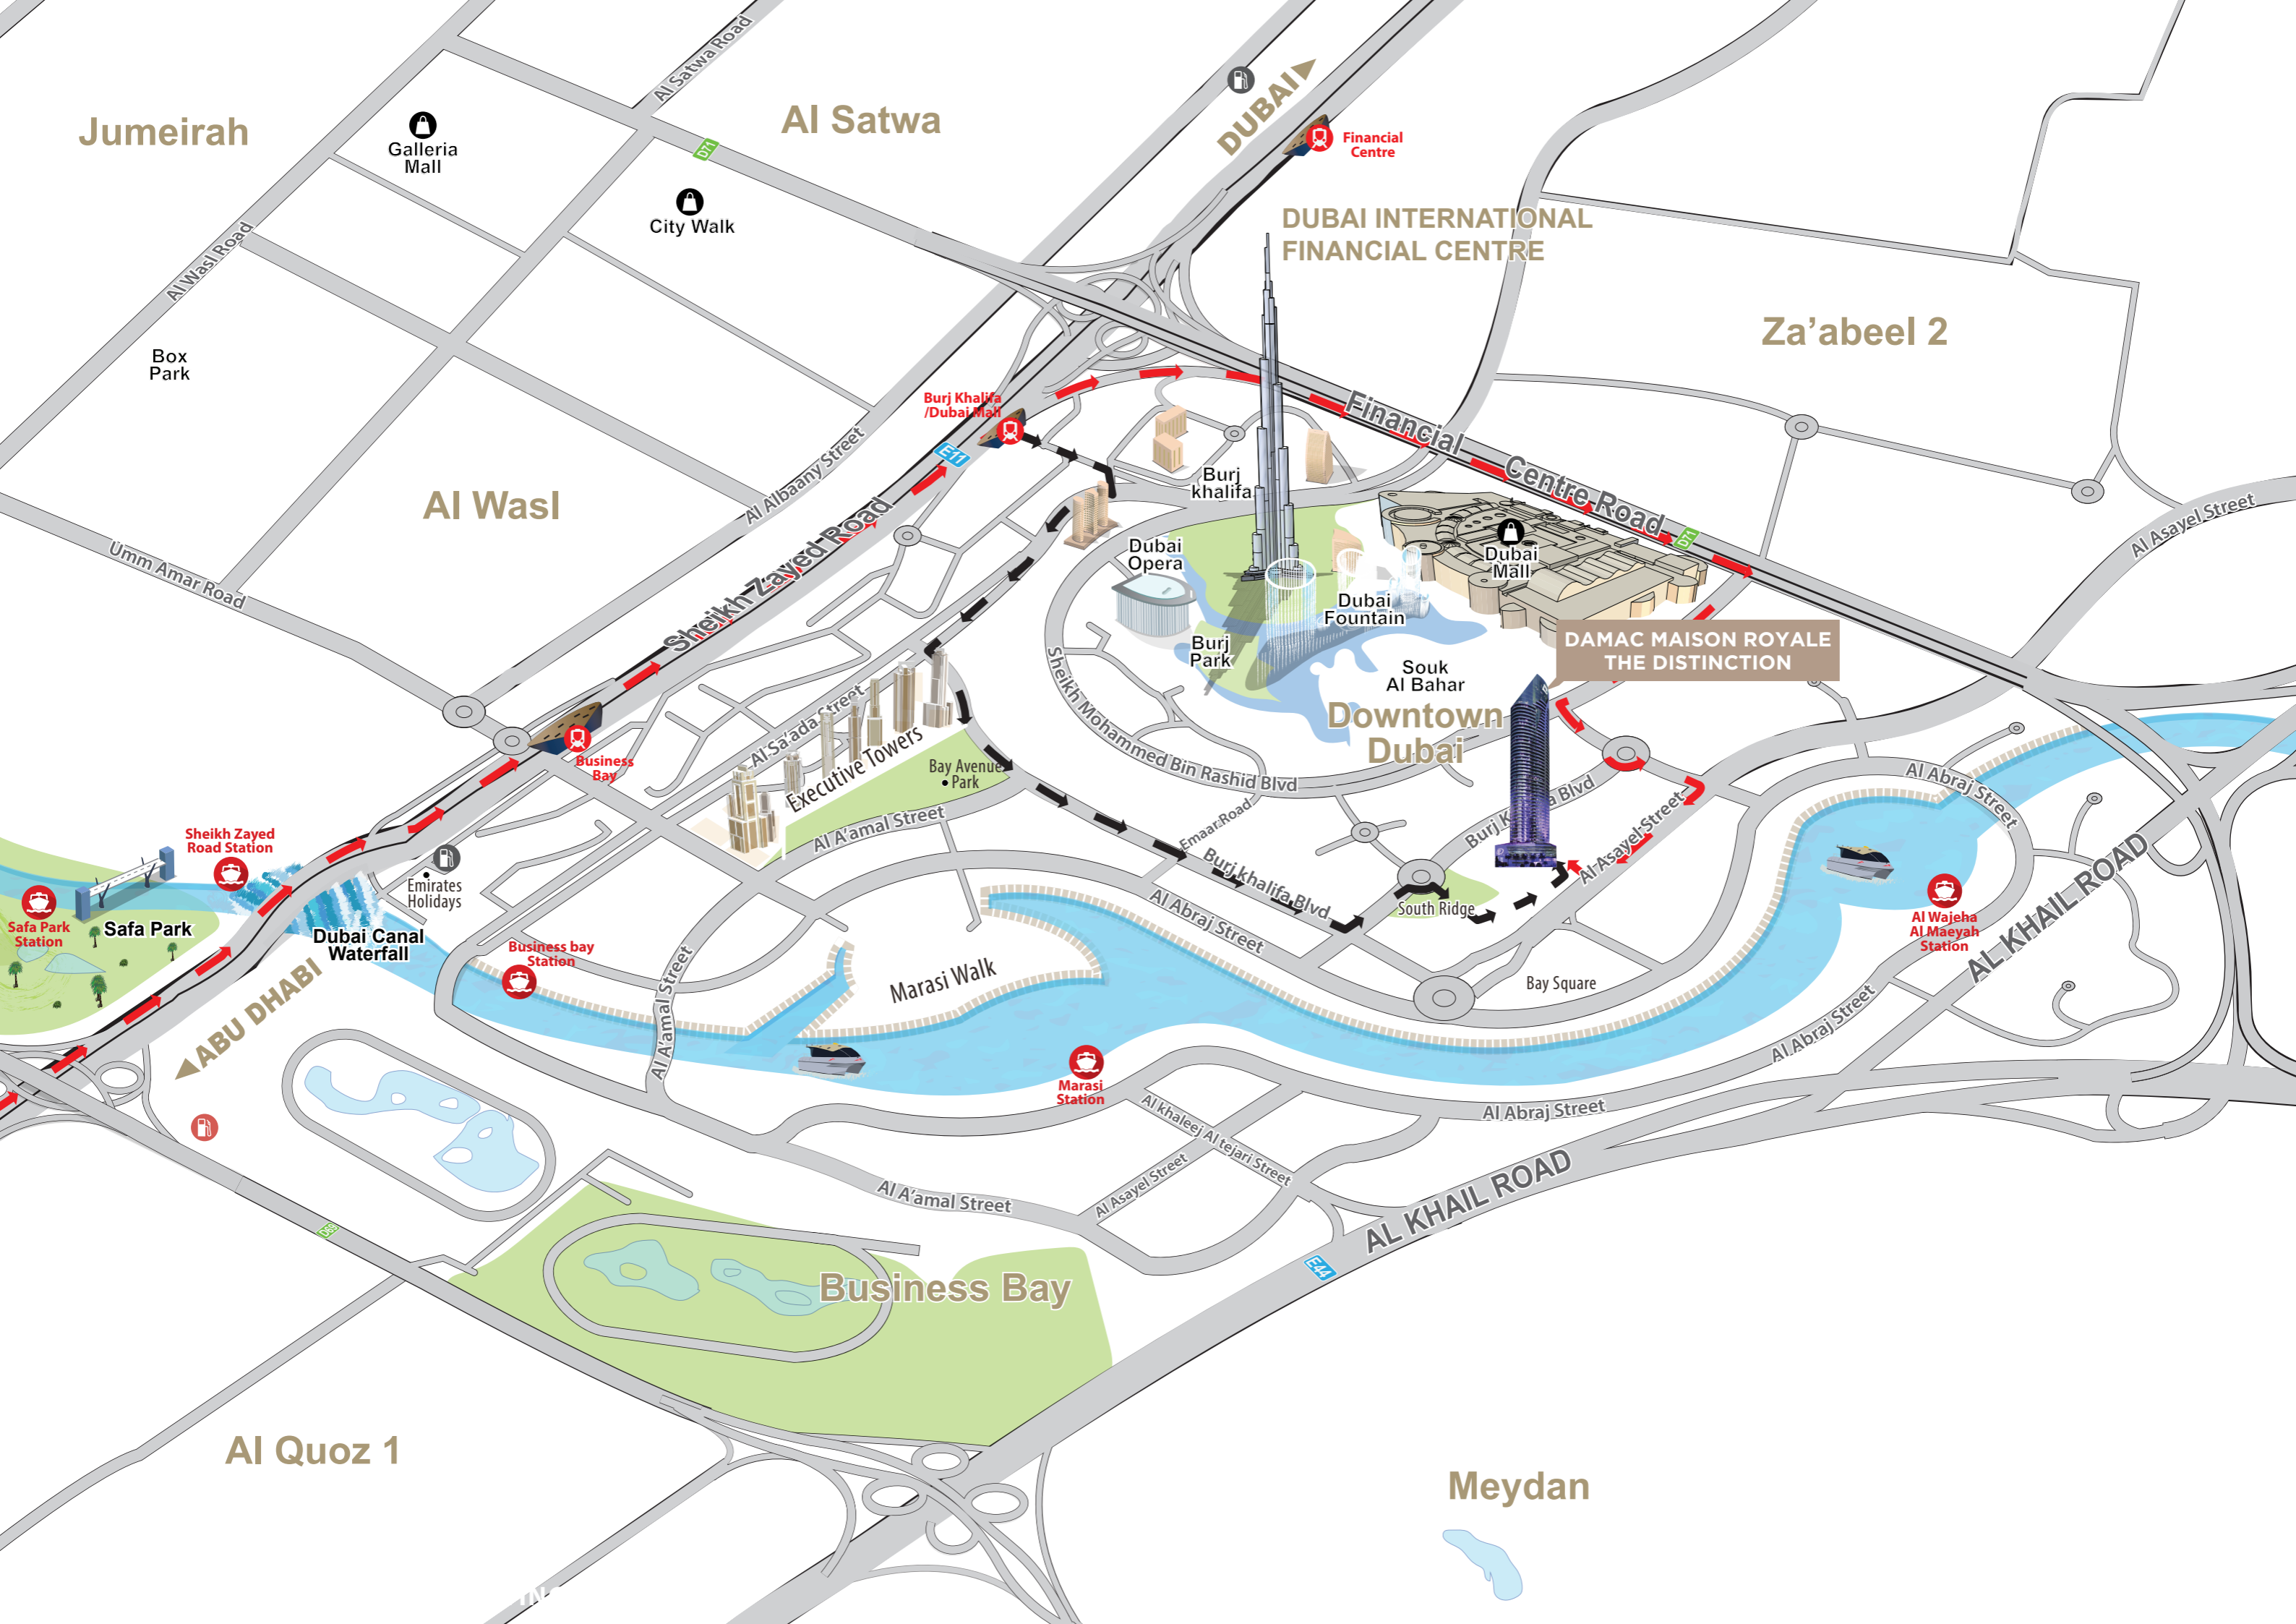 Al Satwa Road
Jumeirah
Galleria
Mall
Al Satwa
D71
City Walk
DUBAI
Financial
Centre
DUBAI INTERNATIONAL
FINANCIAL CENTRE
Al Wasl Road
Box
Park
Za’abeel 2
Burj Khalifa
/Dubai Mall
E11
Al Albaany Street
Financial Centre Road
D71
Al Wasl
Umm Amar Road
Sheikh Zayed Road
Burj
khalifa
Dubai
Opera
Dubai
Mall
Dubai
Fountain
Burj
Park
Souk
Al Bahar
Al Asayel Street
DAMAC MAISON ROYALE
THE DISTINCTION
Downtown
Dubai
Sheikh Mohammed Bin Rashid Blvd
Al Sa'ada Street
Executive Towers
Bay Avenue
Park
Business
Bay
Al A'amal Street
Emaar Road
Burj khalifa Blvd
Burj K
a Blvd
Al Asayel Street
South Ridge
Al Abraj Street
Sheikh Zayed
Road Station
Safa Park
Station
Safa Park
Emirates
Holidays
Dubai Canal
Waterfall
ABU DHABI
Business bay
Station
Al A'amal Street
Marasi Walk
Al Abraj Street
Bay Square
Al Wajeha
Al Maeyah
Station
AL KHAIL ROAD
Al Abraj Street
Marasi
Station
Al Abraj Street
Al khaleej Al tejari Street
Al Asayel Street
Al A'amal Street
AL KHAIL ROAD
E44
D69
Business Bay
Al Quoz 1
Meydan